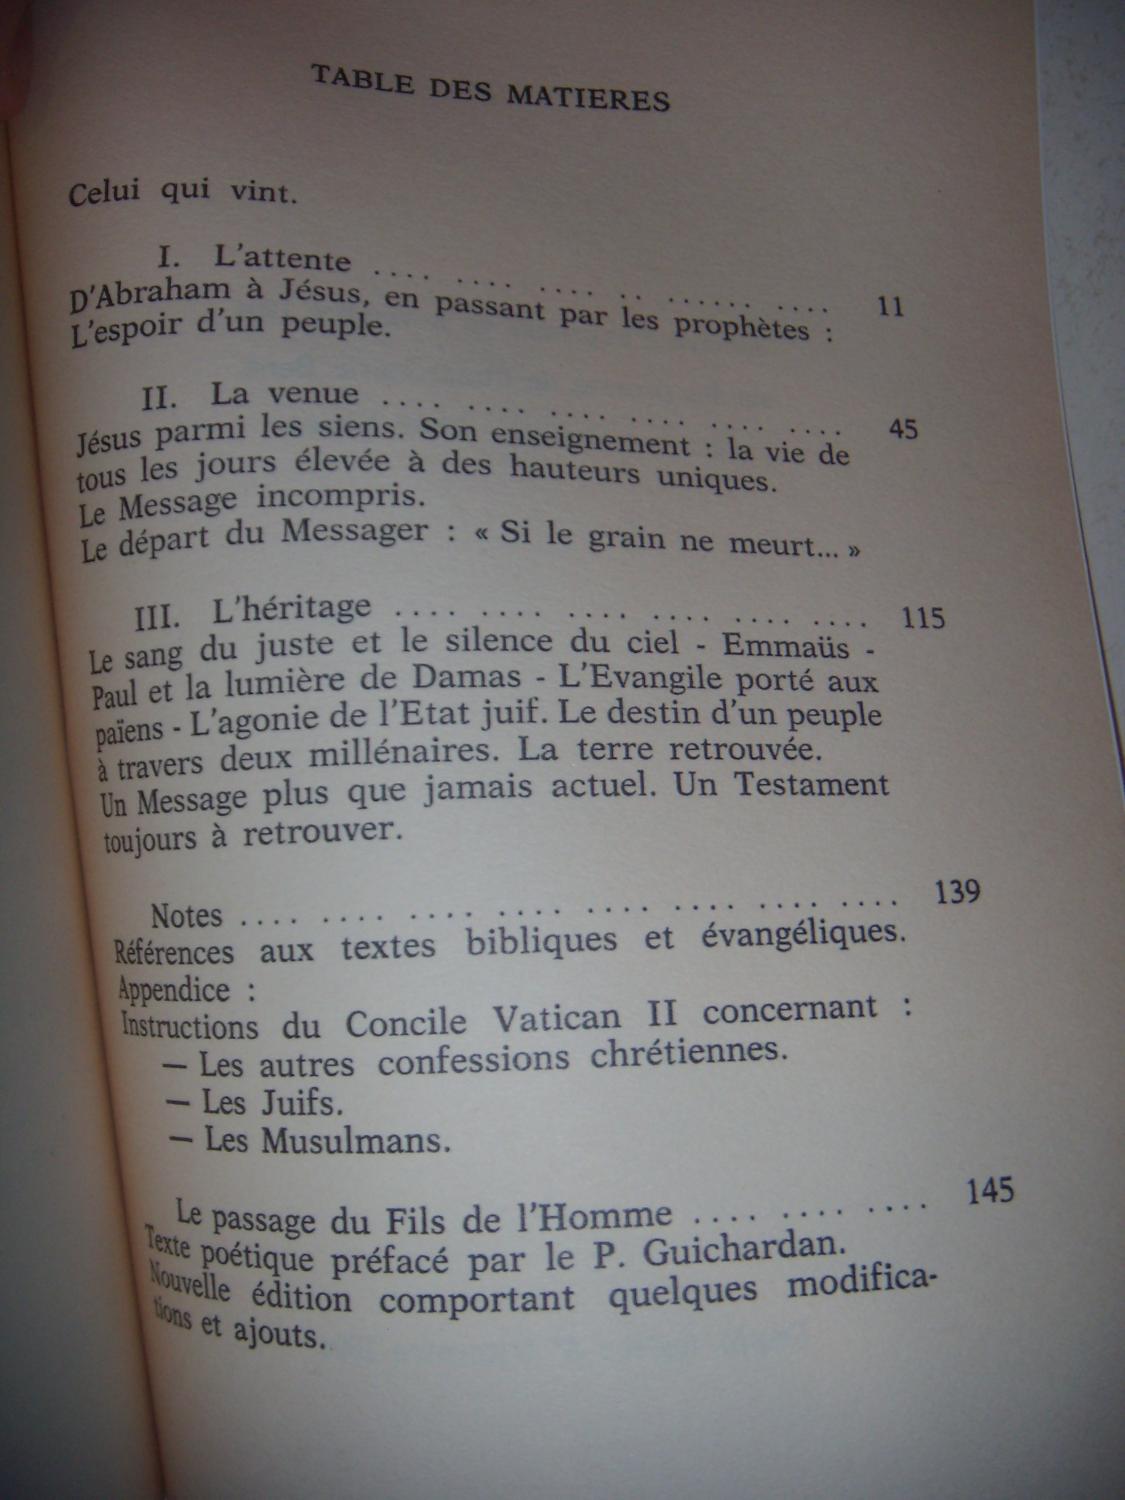 TABLE DES MATIERES
Celui qui vint.
I. L'attente .... .... .... .. ...... .... 11
D'Abraham à Jésus, en passant par les prophètes :
L'espoir d'un peuple.
II. La venue .... .... .... .... .... .... 45
Jésus parmi les siens. Son enseignement : la vie de
tous les jours élevée à des hauteurs uniques.
Le Message incompris.
Le départ du Messager : « Si le grain ne meurt... »
III. L'héritage .... .... .... .... .... .... 115
Le sang du juste et le silence du ciel - Emmaüs -
Paul et la lumière de Damas - L'Evangile porté aux
païens - L'agonie de l'Etat juif. Le destin d'un peuple
à travers deux millénaires. La terre retrouvée.
Un Message plus que jamais actuel. Un Testament
toujours à retrouver.
Notes .... .... .... .... .... .... .... .... 139
Références aux textes bibliques et évangéliques.
Appendice :
Instructions du Concile Vatican II concernant :
— Les autres confessions chrétiennes.
— Les Juifs.
— Les Musulmans.
Le passage du Fils de l'Homme .... .... .... 145
Texte poétique préfacé par le P. Guichardan.
Nouvelle édition comportant quelques modifica-
tions et ajouts.